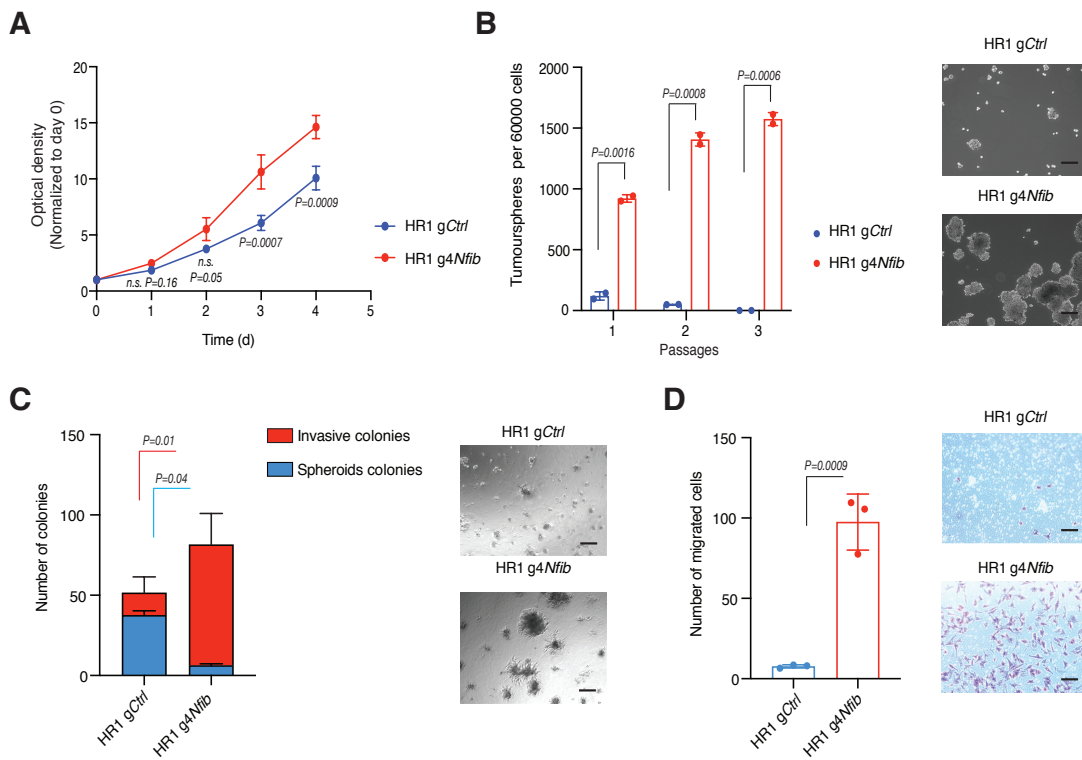 A
20
15
10
5
0
0
1
2
3
4
5
Optical density
(Normalized to day 0)
Time (d)
n.s. P=0.16
n.s.
P=0.05
P=0.0007
P=0.0009
HR1 gCtrl
HR1 g4Nfib
B
2000
1500
1000
500
0
Tumourspheres per 60000 cells
P=0.0016
P=0.0008
P=0.0006
1
2
3
Passages
HR1 gCtrl
HR1 g4Nfib
HR1 gCtrl
HR1 g4Nfib
C
150
100
50
0
Number of colonies
P=0.01
P=0.04
Invasive colonies
Spheroids colonies
HR1 gCtrl
HR1 g4Nfib
HR1 gCtrl
HR1 g4Nfib
D
150
100
50
0
Number of migrated cells
P=0.0009
HR1 gCtrl
HR1 g4Nfib
HR1 gCtrl
HR1 g4Nfib